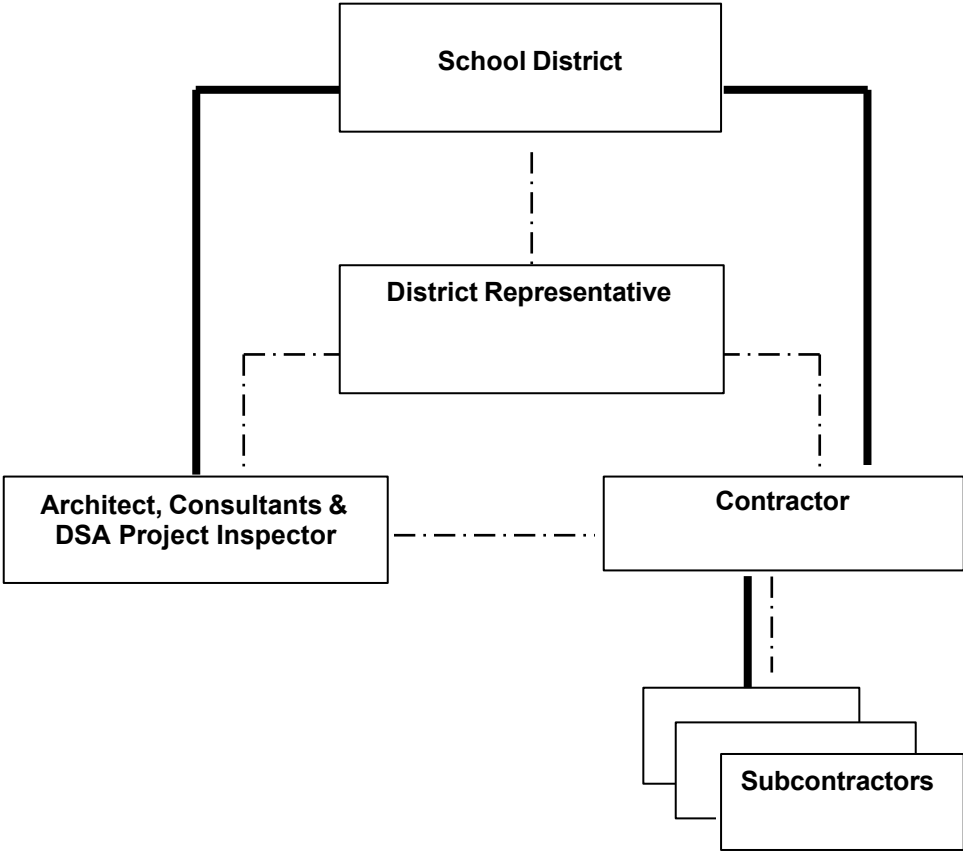 School District
District Representative
Architect, Consultants &
DSA Project Inspector
Contractor
Subcontractors